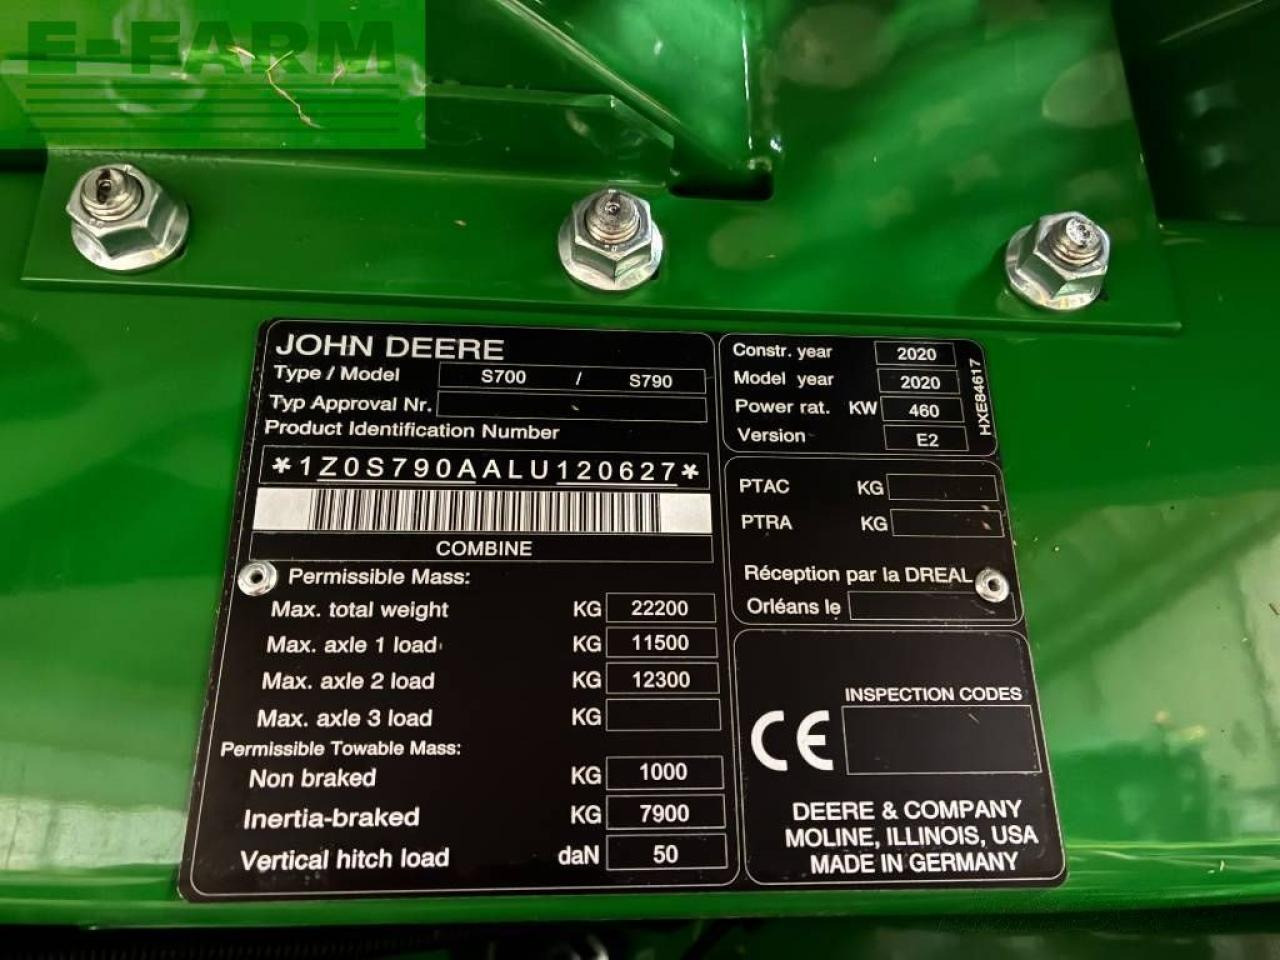 E-FARM
JOHN DEERE
Type / Model S700 / S790
Typ Approval Nr.
Product Identification Number
*1Z0S790AALU120627*
COMBINE
Permissible Mass:
Max. total weight KG 22200
Max. axle 1 load KG 11500
Max. axle 2 load KG 12300
Max. axle 3 load KG
Permissible Towable Mass:
Non braked KG 1000
Inertia-braked KG 7900
Vertical hitch load daN 50
Constr. year 2020
Model year 2020
Power rat. KW 460
Version E2
HXE84617
PTAC KG
PTRA KG
Réception par la DREAL
Orléans le
INSPECTION CODES
CE
DEERE & COMPANY
MOLINE, ILLINOIS, USA
MADE IN GERMANY